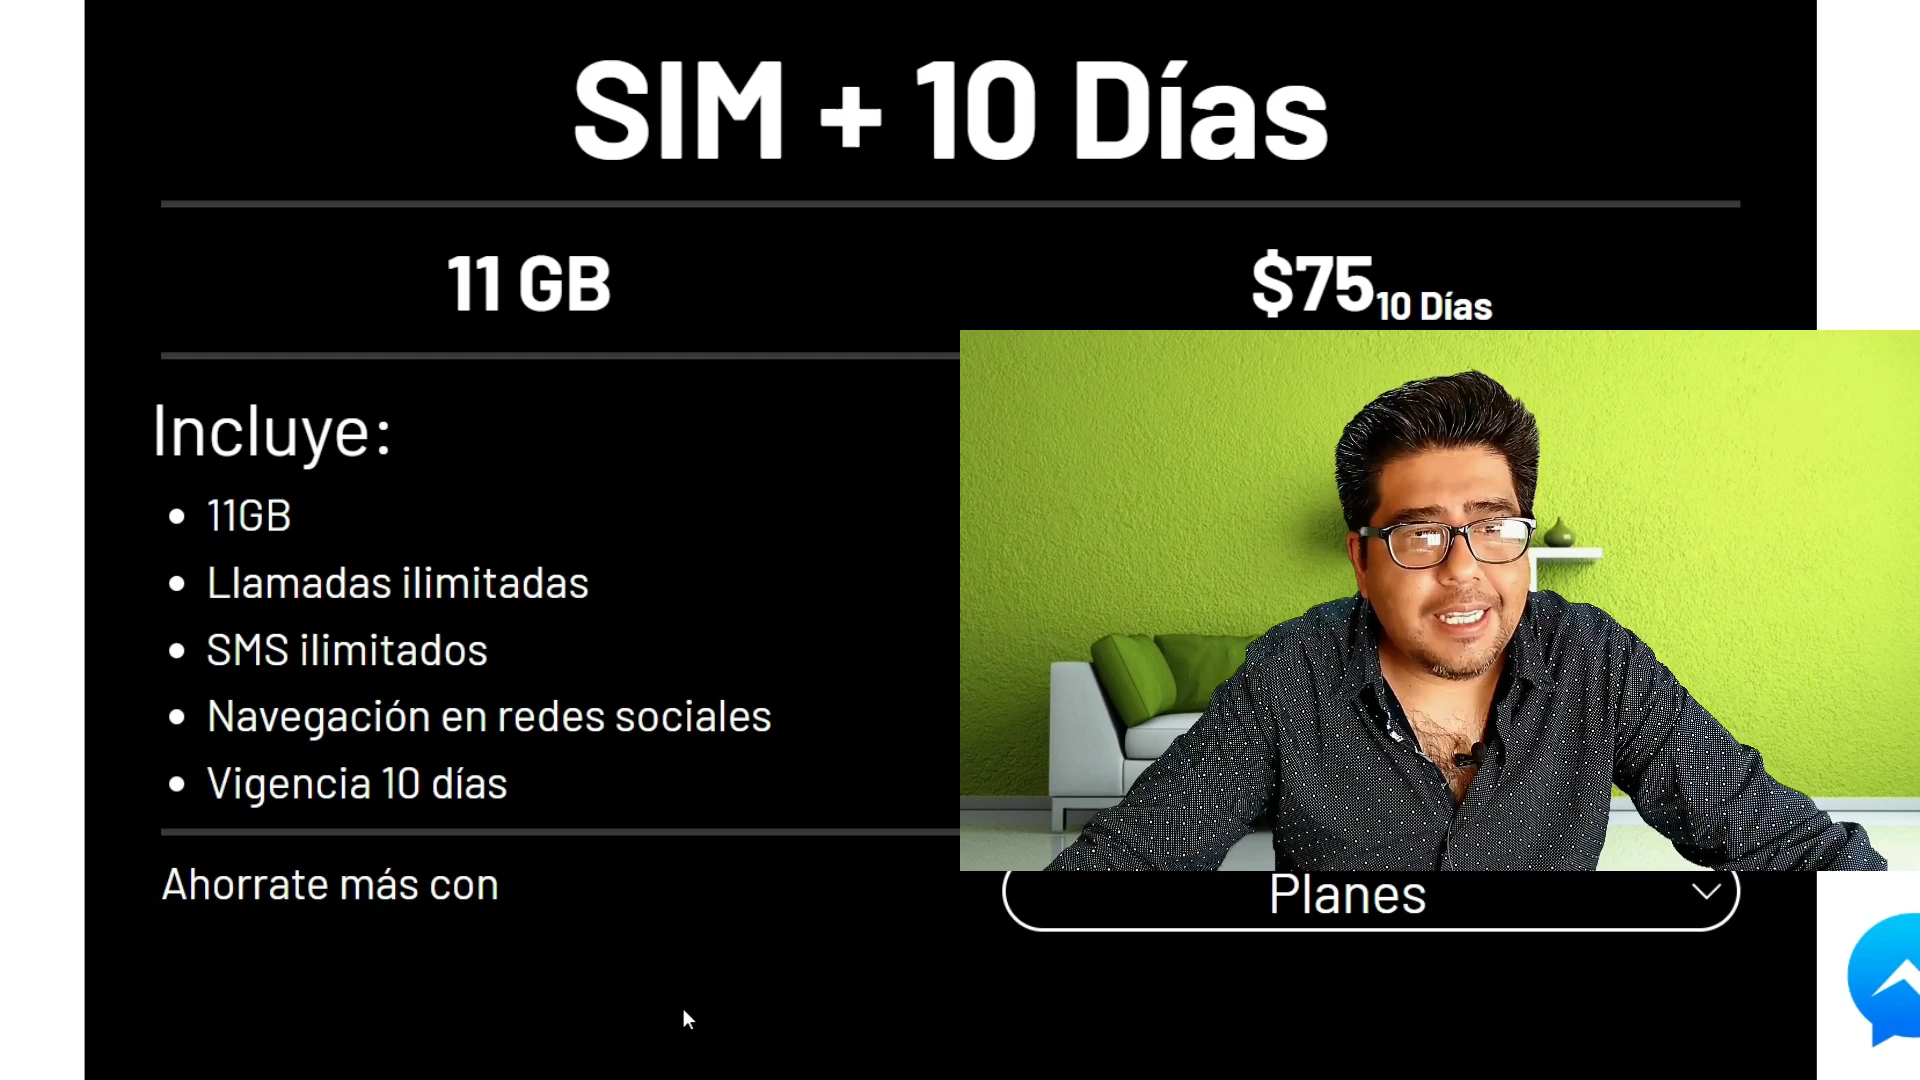 SIM + 10 Días
11 GB
$75 10 Días
Incluye:
11GB
Llamadas ilimitadas
SMS ilimitados
Navegación en redes sociales
Vigencia 10 días
Ahorrate más con
Planes